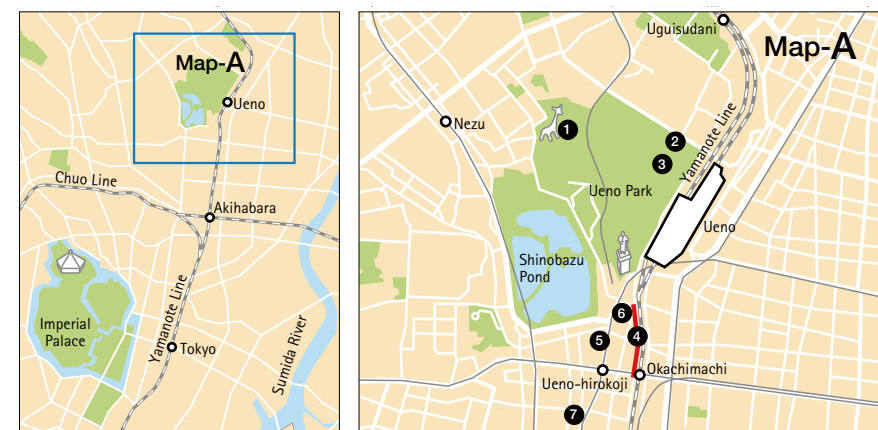 Map-A
Ueno
Chuo Line
Akihabara
Imperial
Palace
Yamanote Line
Tokyo
Sumida River
Uguisudani
Map-A
Nezu
1
2
3
Yamanote Line
Ueno Park
Ueno
Shinobazu
Pond
6
4
5
Okachimachi
Ueno-hirokoji
7